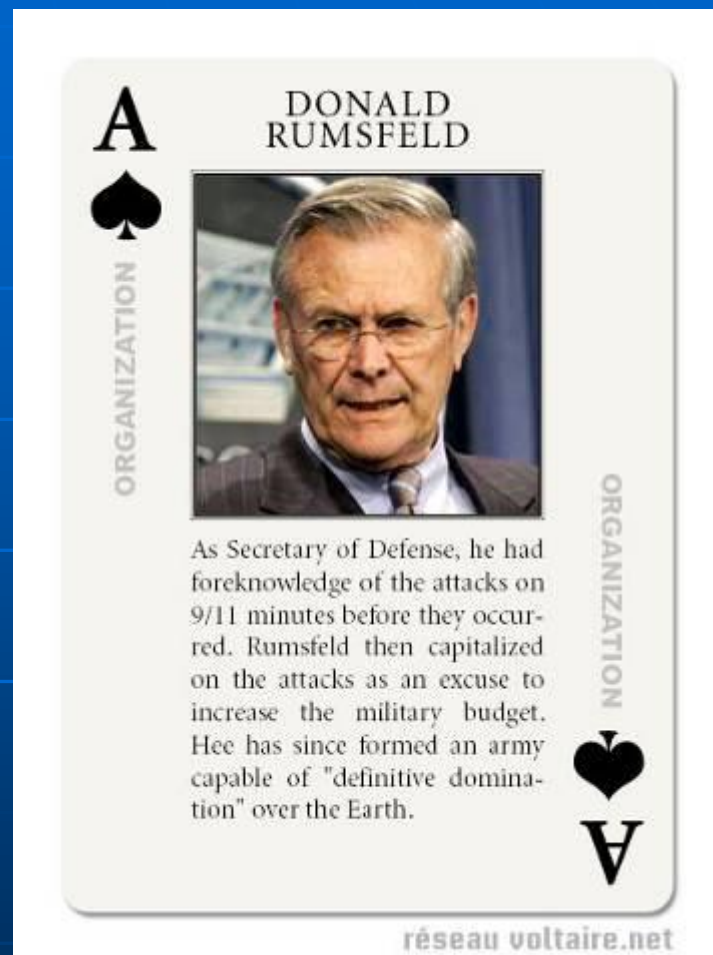 A
DONALD
RUMSFELD
ORGANIZATION
As Secretary of Defense, he had
foreknowledge of the attacks on
9/11 minutes before they occur-
red. Rumsfeld then capitalized
on the attacks as an excuse to
increase the military budget.
Hee has since formed an army
capable of "definitive domina-
tion" over the Earth.
ORGANIZATION
A
réseau voltaire.net